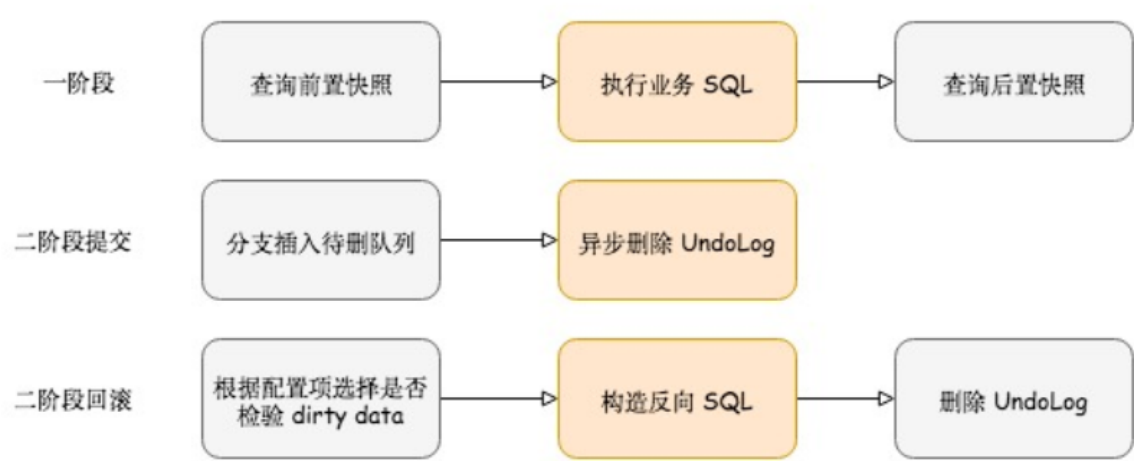 一阶段
查询前置快照
执行业务 SQL
查询后置快照
二阶段提交
分支插入待删队列
异步删除 UndoLog
二阶段回滚
根据配置项选择是否
检验 dirty data
构造反向 SQL
删除 UndoLog